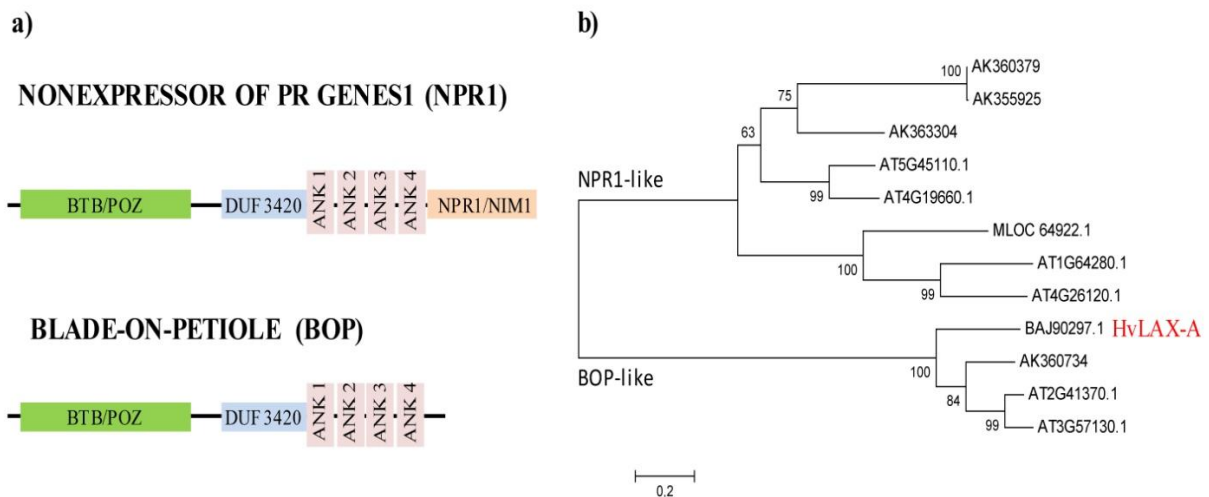 a)
NONEXPRESSOR OF PR GENES1 (NPR1)
BTB/POZ
DUF 3420
ANK 1
ANK 2
ANK 3
ANK 4
NPR1/NIM1
BLADE-ON-PETIOLE (BOP)
BTB/POZ
DUF 3420
ANK 1
ANK 2
ANK 3
ANK 4
b)
AK360379
100
AK355925
75
AK363304
63
AT5G45110.1
99
AT4G19660.1
NPR1-like
MLOC 64922.1
100
AT1G64280.1
99
AT4G26120.1
BAJ90297.1 HvLAX-A
100
BOP-like
AK360734
84
AT2G41370.1
99
AT3G57130.1
0.2